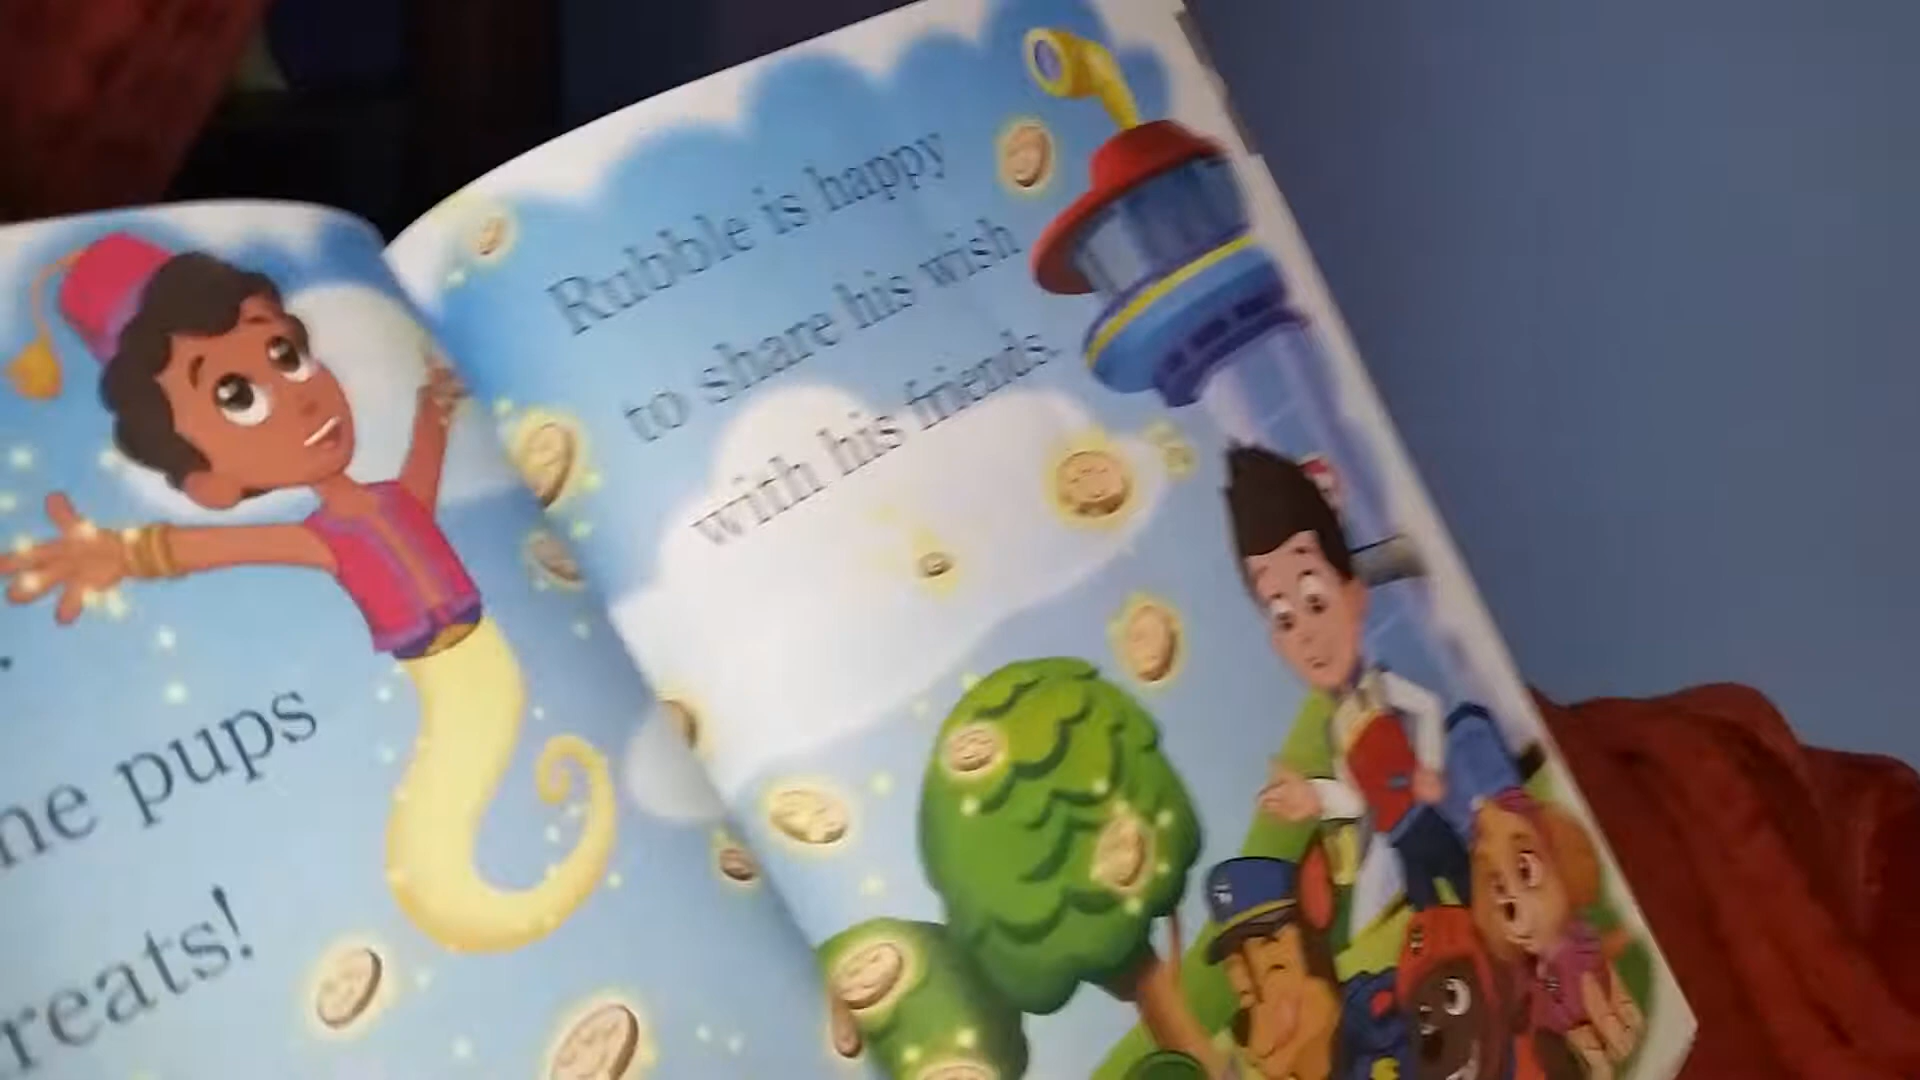 pups
reats!
Rubble is happy
to share his wish
with his friends.